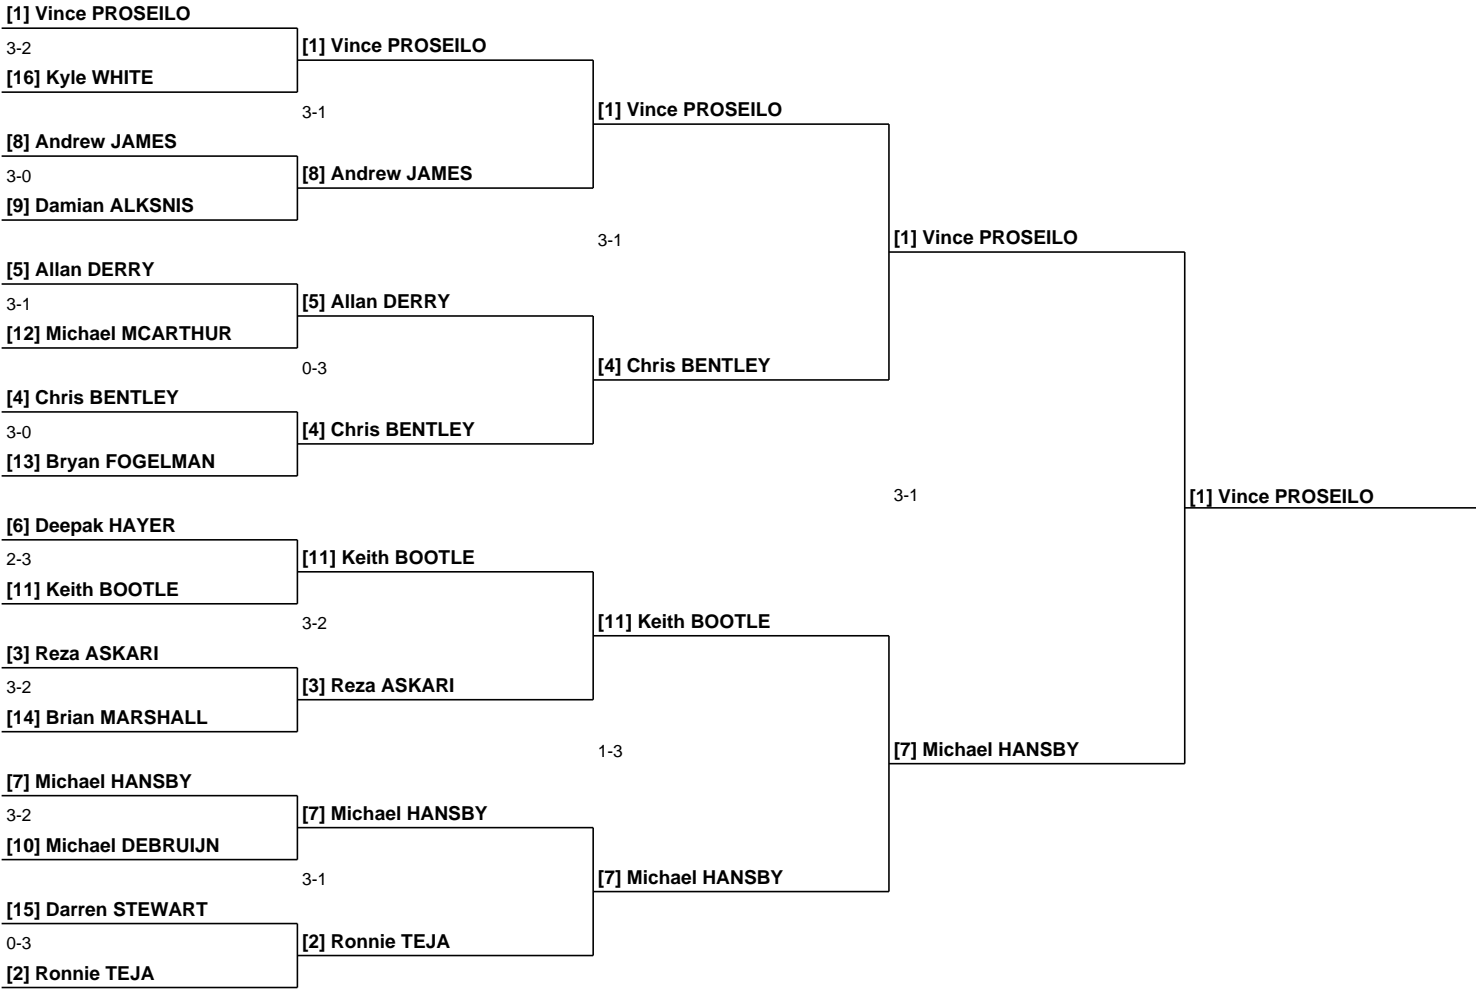 [1] Vince PROSEILO
3-2
[16] Kyle WHITE
[8] Andrew JAMES
3-0
[9] Damian ALKSNIS
[5] Allan DERRY
3-1
[12] Michael MCARTHUR
[4] Chris BENTLEY
3-0
[13] Bryan FOGELMAN
[6] Deepak HAYER
2-3
[11] Keith BOOTLE
[3] Reza ASKARI
3-2
[14] Brian MARSHALL
[7] Michael HANSBY
3-2
[10] Michael DEBRUIJN
[15] Darren STEWART
0-3
[2] Ronnie TEJA
[1] Vince PROSEILO
3-1
[8] Andrew JAMES
[5] Allan DERRY
0-3
[4] Chris BENTLEY
[11] Keith BOOTLE
3-2
[3] Reza ASKARI
[7] Michael HANSBY
3-1
[2] Ronnie TEJA
[1] Vince PROSEILO
3-1
[4] Chris BENTLEY
[11] Keith BOOTLE
1-3
[7] Michael HANSBY
[1] Vince PROSEILO
3-1
[7] Michael HANSBY
[1] Vince PROSEILO